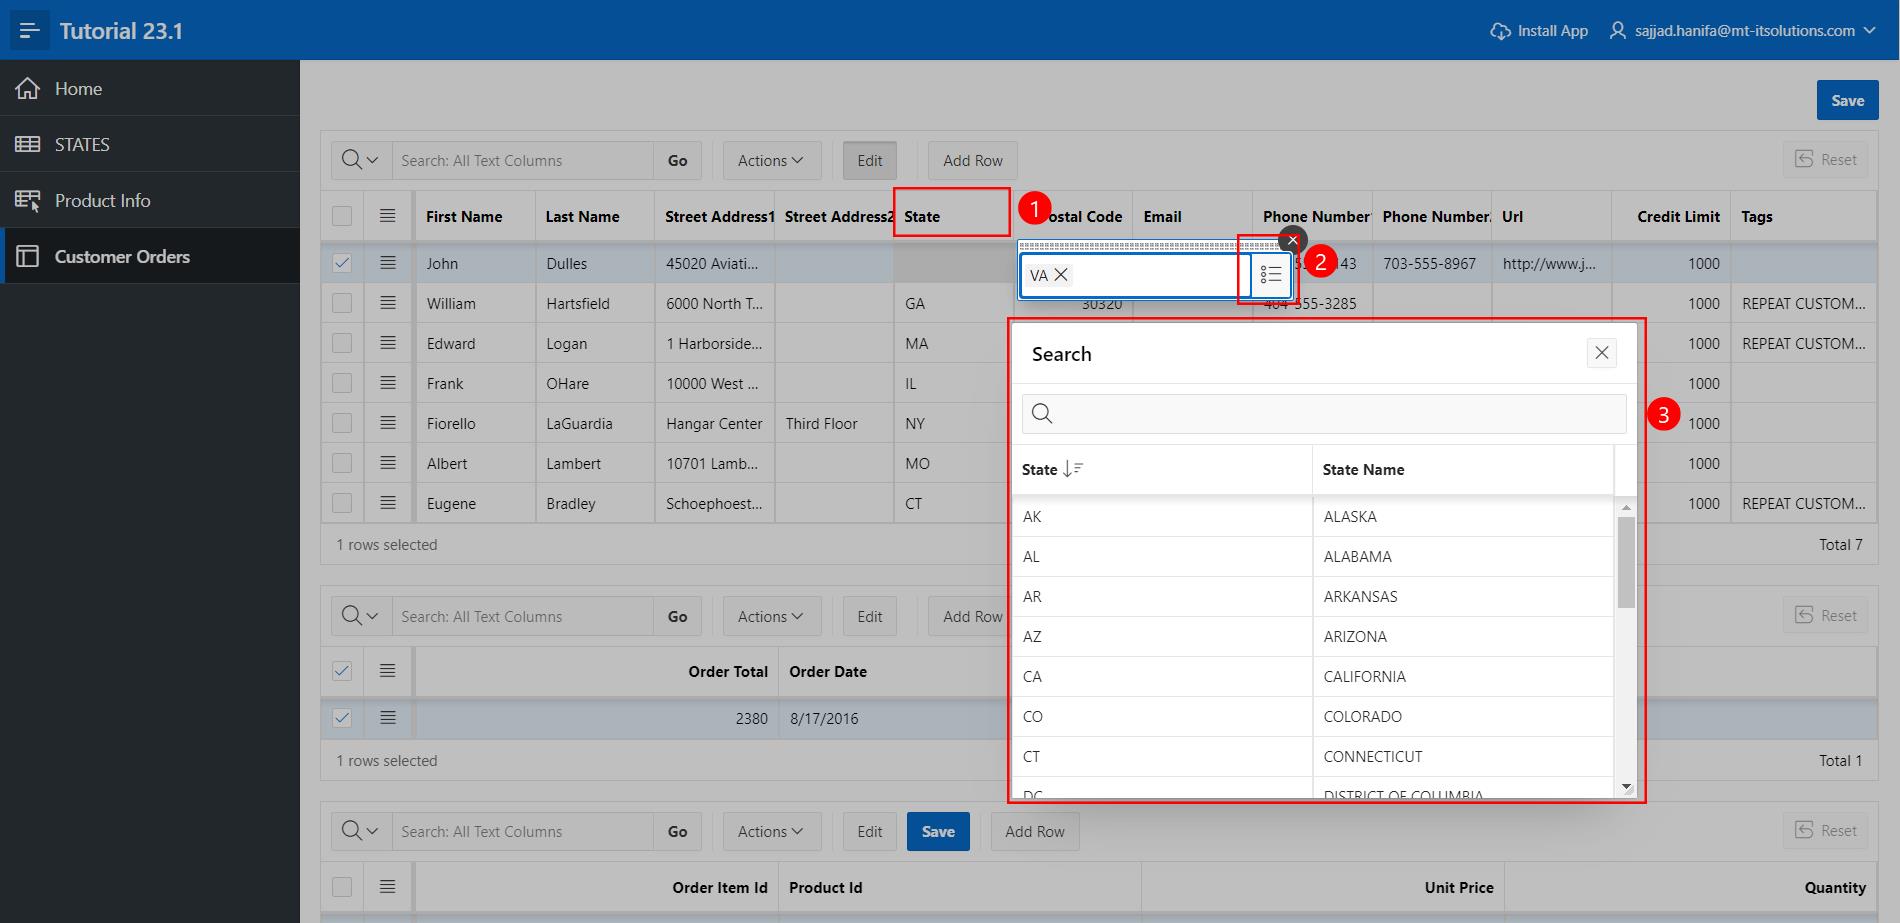 Tutorial 23.1
Install App
sajjad.hanifa@mt-itsolutions.com
Home
STATES
Product Info
Customer Orders
Save
Search: All Text Columns Go Actions Edit Add Row Reset
First Name Last Name Street Address1 Street Address2 State 1 ostal Code Email Phone Number Phone Number Url Credit Limit Tags
John Dulles 45020 Aviati... VA 2 143 703-555-8967 http://www.j... 1000
William Hartsfield 6000 North T... GA 30320 404-555-3285 1000 REPEAT CUSTOM...
Edward Logan 1 Harborside... MA 1000 REPEAT CUSTOM...
Frank OHare 10000 West ... IL 1000
Fiorello LaGuardia Hangar Center Third Floor NY 1000
Albert Lambert 10701 Lamb... MO 1000
Eugene Bradley Schoephoest... CT 1000 REPEAT CUSTOM...
1 rows selected Total 7
Search
3
State State Name
AK ALASKA
AL ALABAMA
AR ARKANSAS
AZ ARIZONA
CA CALIFORNIA
CO COLORADO
CT CONNECTICUT
DC DISTRICT OF COLUMBIA
Search: All Text Columns Go Actions Edit Add Row Reset
Order Total Order Date
2380 8/17/2016
1 rows selected Total 1
Search: All Text Columns Go Actions Edit Save Add Row Reset
Order Item Id Product Id Unit Price Quantity